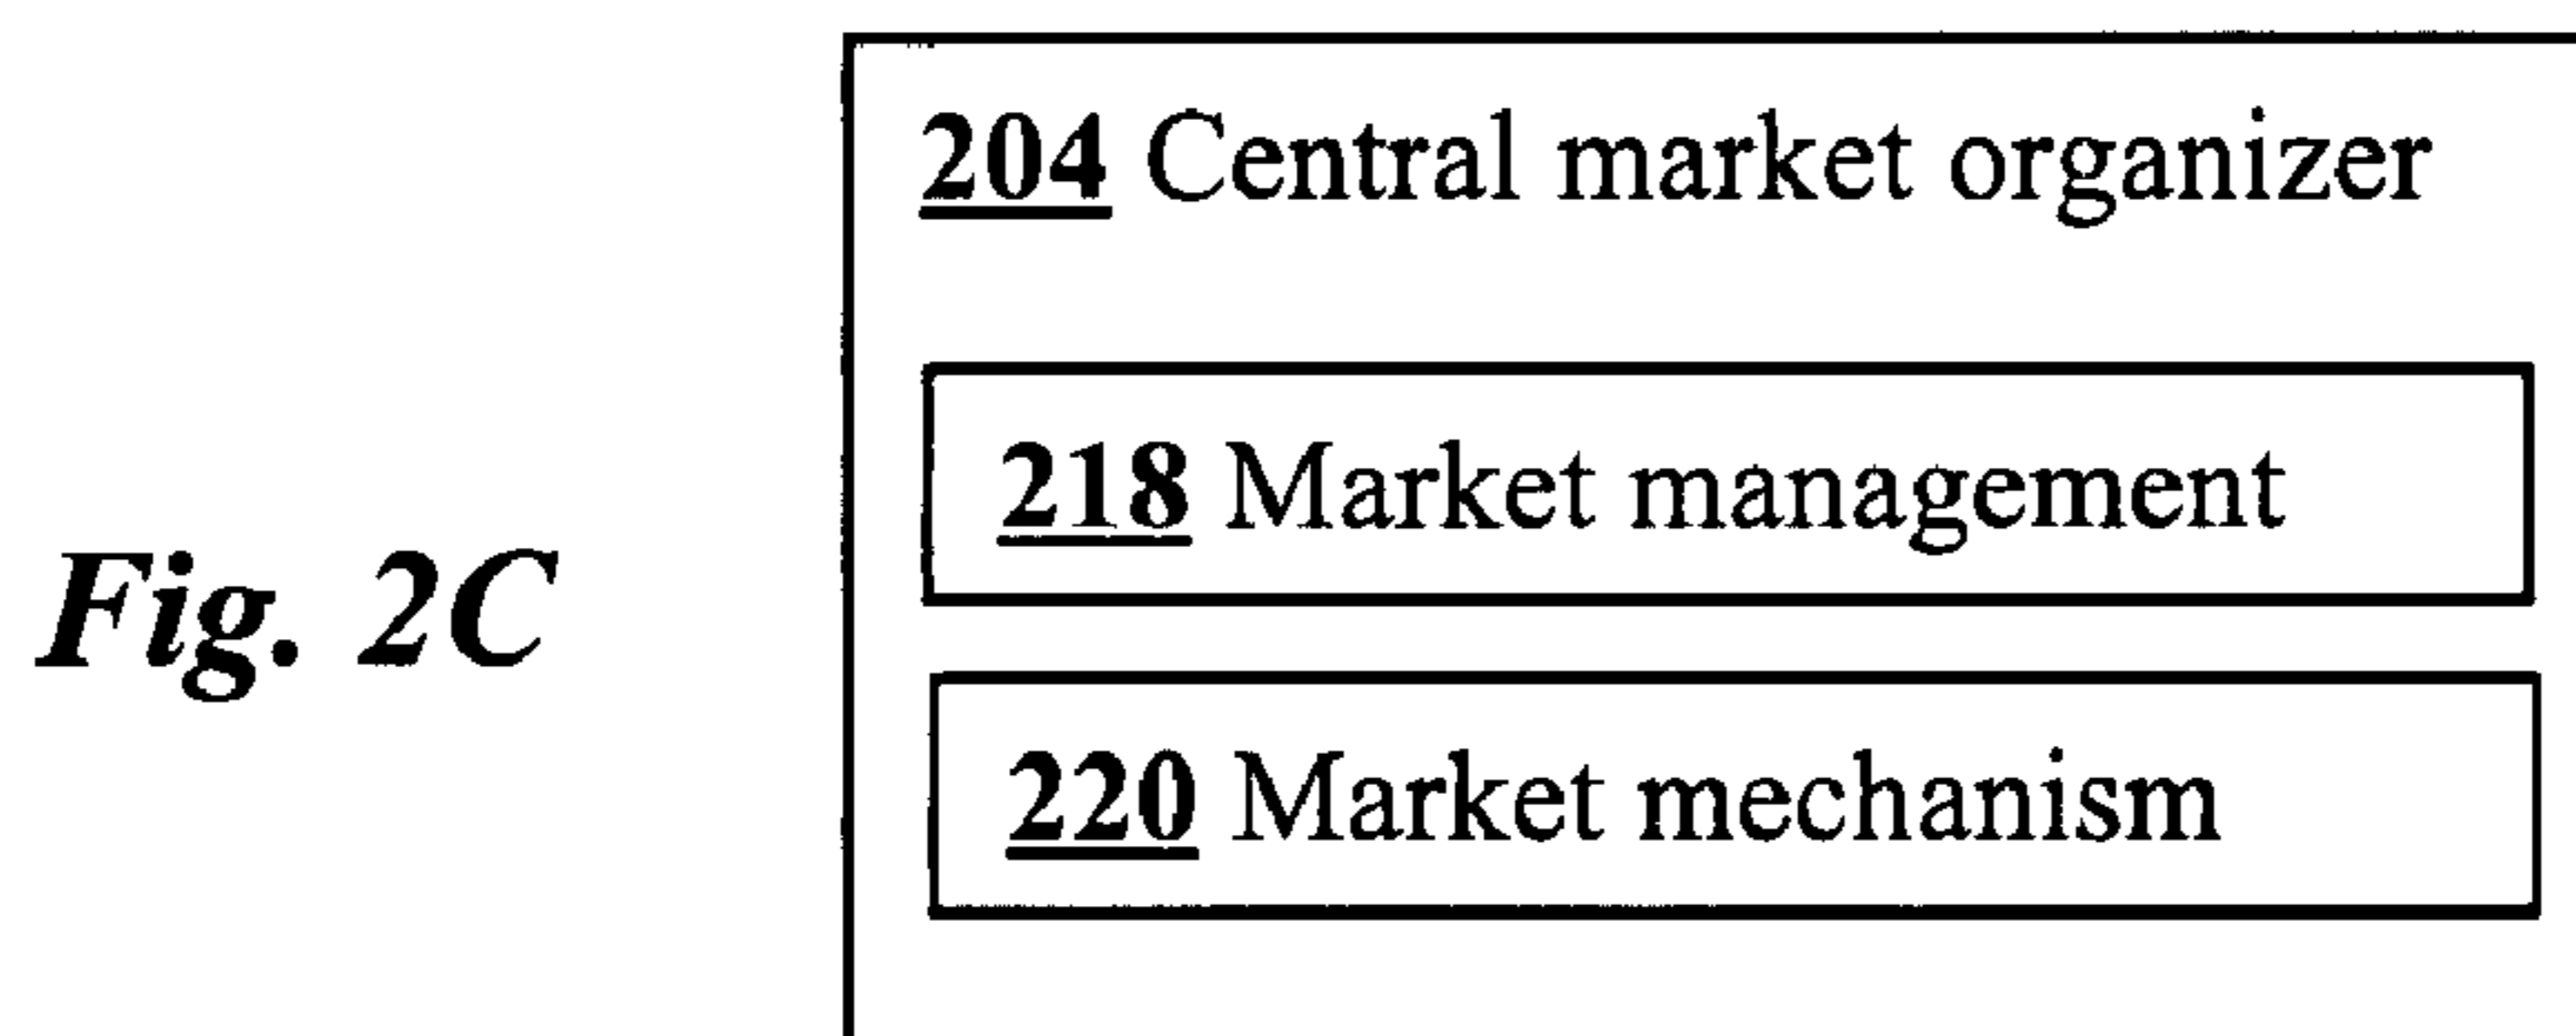 204 Central market organizer
218 Market management
Fig. 2C
220 Market mechanism